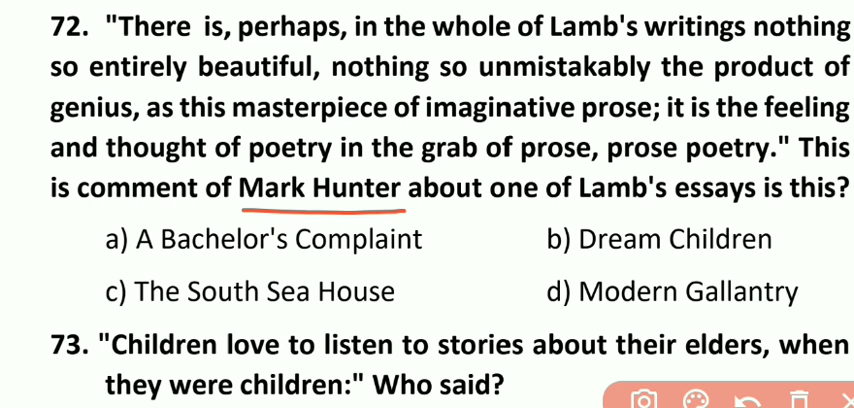 72. "There is, perhaps, in the whole of Lamb's writings nothing
so entirely beautiful, nothing so unmistakably the product of
genius, as this masterpiece of imaginative prose; it is the feeling
and thought of poetry in the grab of prose, prose poetry." This
is comment of Mark Hunter about one of Lamb's essays is this?
a) A Bachelor's Complaint b) Dream Children
c) The South Sea House d) Modern Gallantry
73. "Children love to listen to stories about their elders, when
they were children:" Who said?